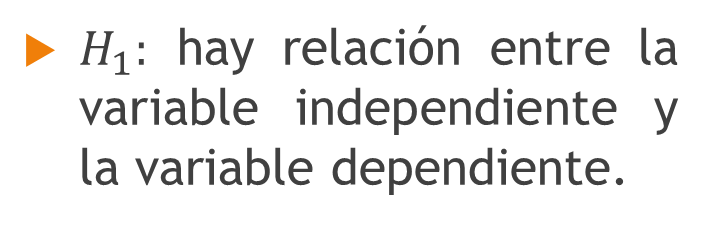 H₁: hay relación entre la
variable independiente y
la variable dependiente.